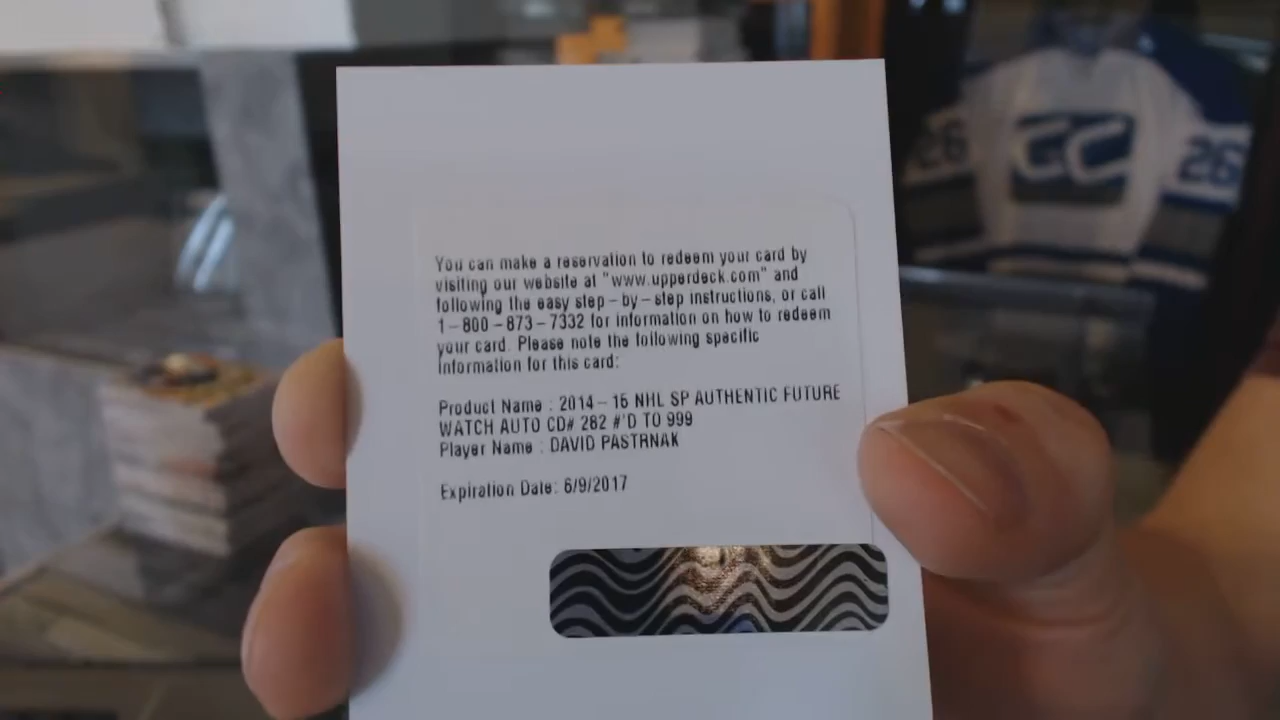 You can make a reservation to redeem your card by
visiting our website at "www.upperdeck.com" and
following the easy step-by-step instructions, or call
1-800-873-7332 for information on how to redeem
your card. Please note the following specific
information for this card:
Product Name : 2014-15 NHL SP AUTHENTIC FUTURE
WATCH AUTO CD# 282 #'D TO 999
Player Name : DAVID PASTRNAK
Expiration Date: 6/9/2017
26
CC
26